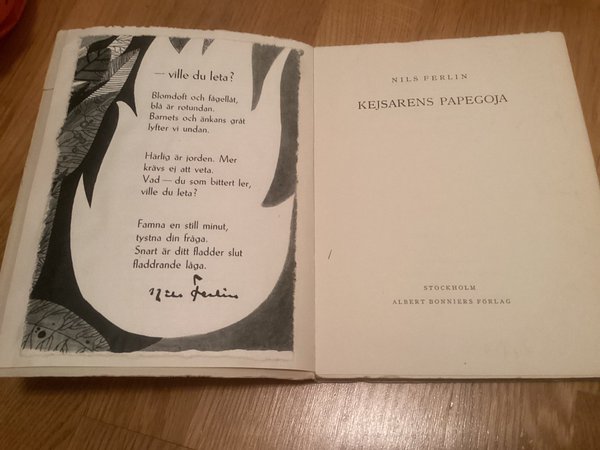 — ville du leta?
Blomdoft och fågellåt,
blå är rotundan.
Barnets och änkans gråt
lyfter vi undan.
Härlig är jorden. Mer
krävs ej att veta.
Vad — du som bittert ler,
ville du leta?
Famna en still minut,
tystna din fråga.
Snart är ditt fladder slut
fladdrande låga.
Nils Ferlin
NILS FERLIN
KEJSARENS PAPEGOJA
STOCKHOLM
ALBERT BONNIERS FÖRLAG